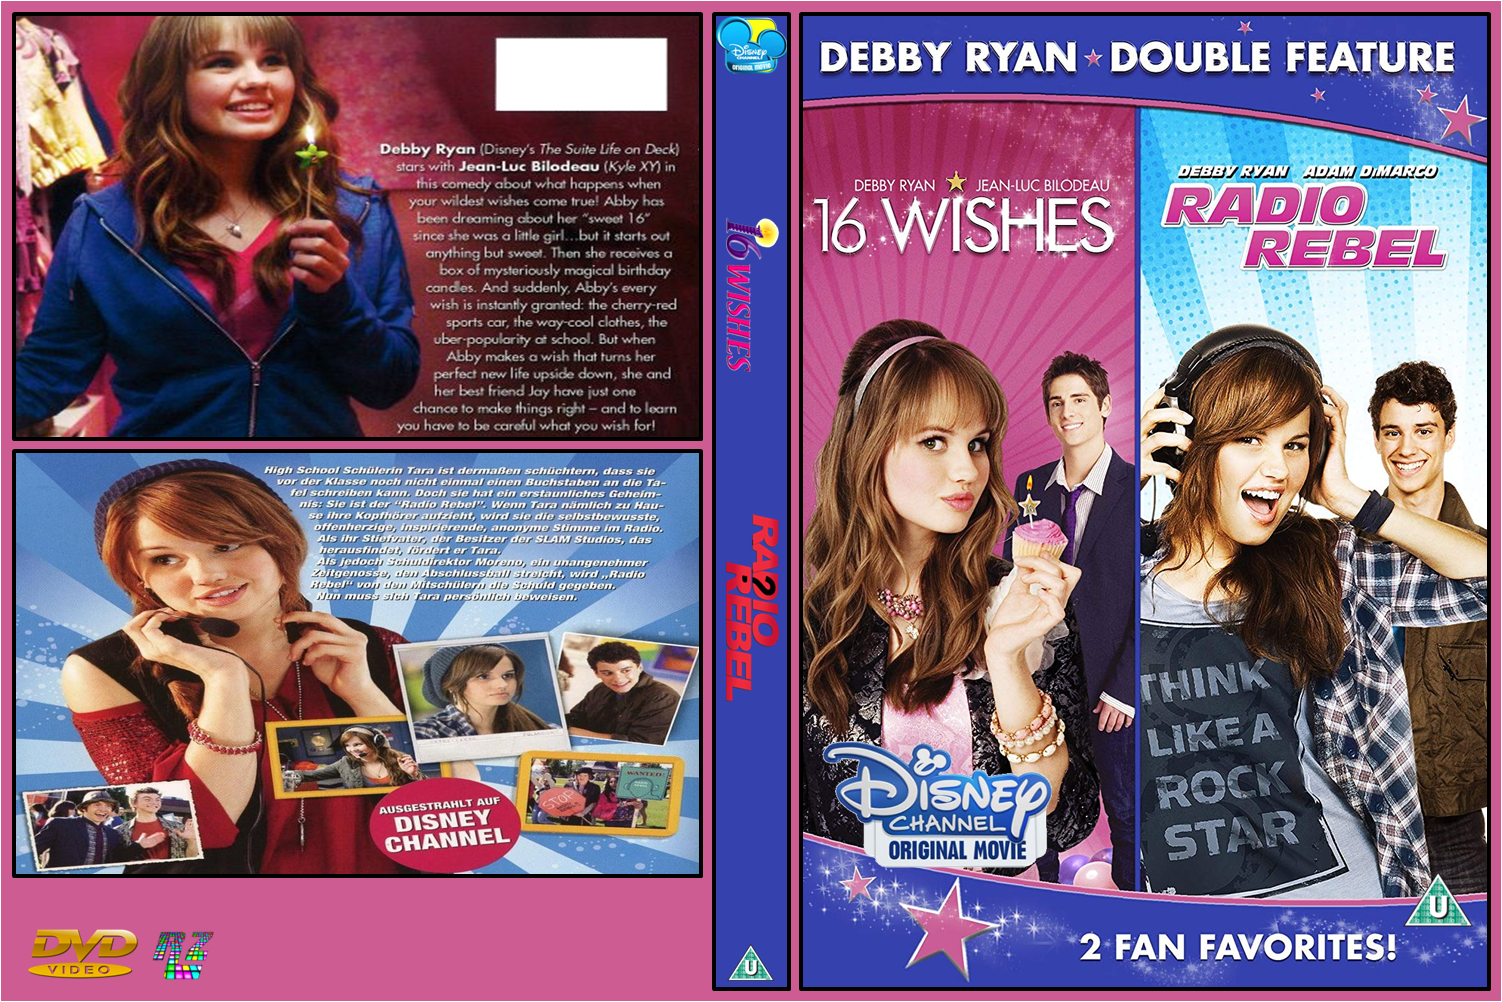 Debby Ryan (Disney's The Suite Life on Deck)
stars with Jean-Luc Bilodeau (Kyle XY) in
this comedy about what happens when
your wildest wishes come true! Abby has
been dreaming about her "sweet 16"
since she was a little girl...but it starts out
anything but sweet. Then she receives a
box of mysteriously magical birthday
candles. And suddenly, Abby's every
wish is instantly granted: the cherry-red
sports car, the way-cool clothes, the
uber-popularity at school. But when
Abby makes a wish that turns her
perfect new life upside down, she and
her best friend Jay have just one
chance to make things right – and to learn
you have to be careful what you wish for!
High School Schülerin Tara ist dermaßen schüchtern, dass sie
vor der Klasse noch nicht einmal einen Buchstaben an die Ta-
fel schreiben kann. Doch sie hat ein erstaunliches Geheim-
nis: Sie ist der "Radio Rebel". Wenn Tara nämlich zu Hau-
se ihre Kopfhörer aufzieht, wird sie die selbstbewusste,
offenherzige, inspirierende, anonyme Stimme im Radio.
Als ihr Stiefvater, der Besitzer der SLAM Studios, das
herausfindet, fördert er Tara.
Als jedoch Schuldirektor Moreno, ein unangenehmer
Zeitgenosse, den Abschlussball streicht, wird „Radio
Rebel" von den Mitschülern die Schuld gegeben.
Nun muss sich Tara persönlich beweisen.
WANTED!
STOP
AUSGESTRAHLT AUF
DISNEY
CHANNEL
DVD
VIDEO
Disney
CHANNEL
original movie
16 WISHES
RADIO
REBEL
U
DEBBY RYAN DOUBLE FEATURE
DEBBY RYAN JEAN-LUC BILODEAU
16 WISHES
DEBBY RYAN ADAM DiMARCO
RADIO
REBEL
THINK
LIKE A
ROCK
STAR
DISNEY
CHANNEL
ORIGINAL MOVIE
U
2 FAN FAVORITES!